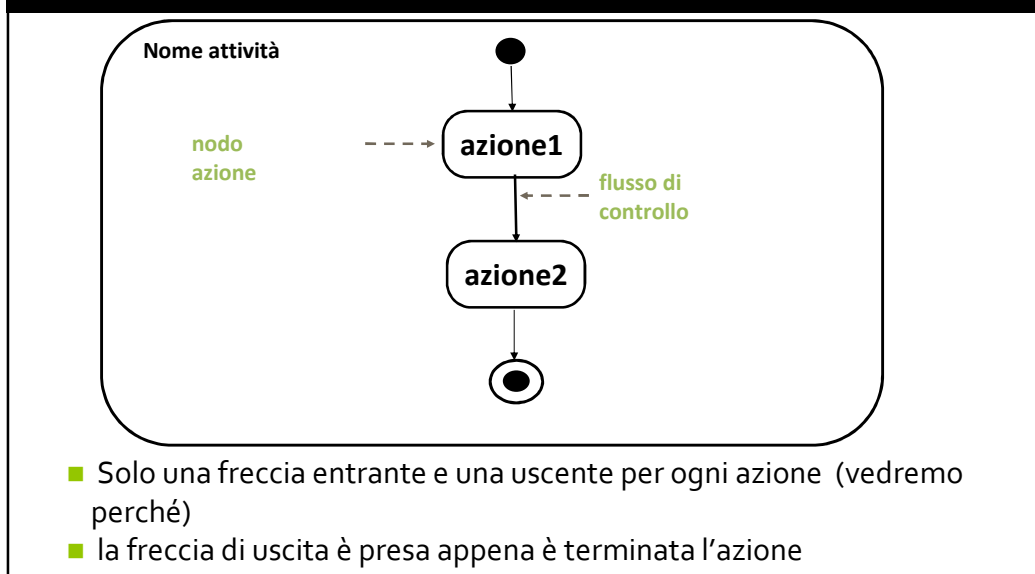 Nome attività
nodo
azione
azione1
flusso di
controllo
azione2
Solo una freccia entrante e una uscente per ogni azione (vedremo
perché)
la freccia di uscita è presa appena è terminata l’azione